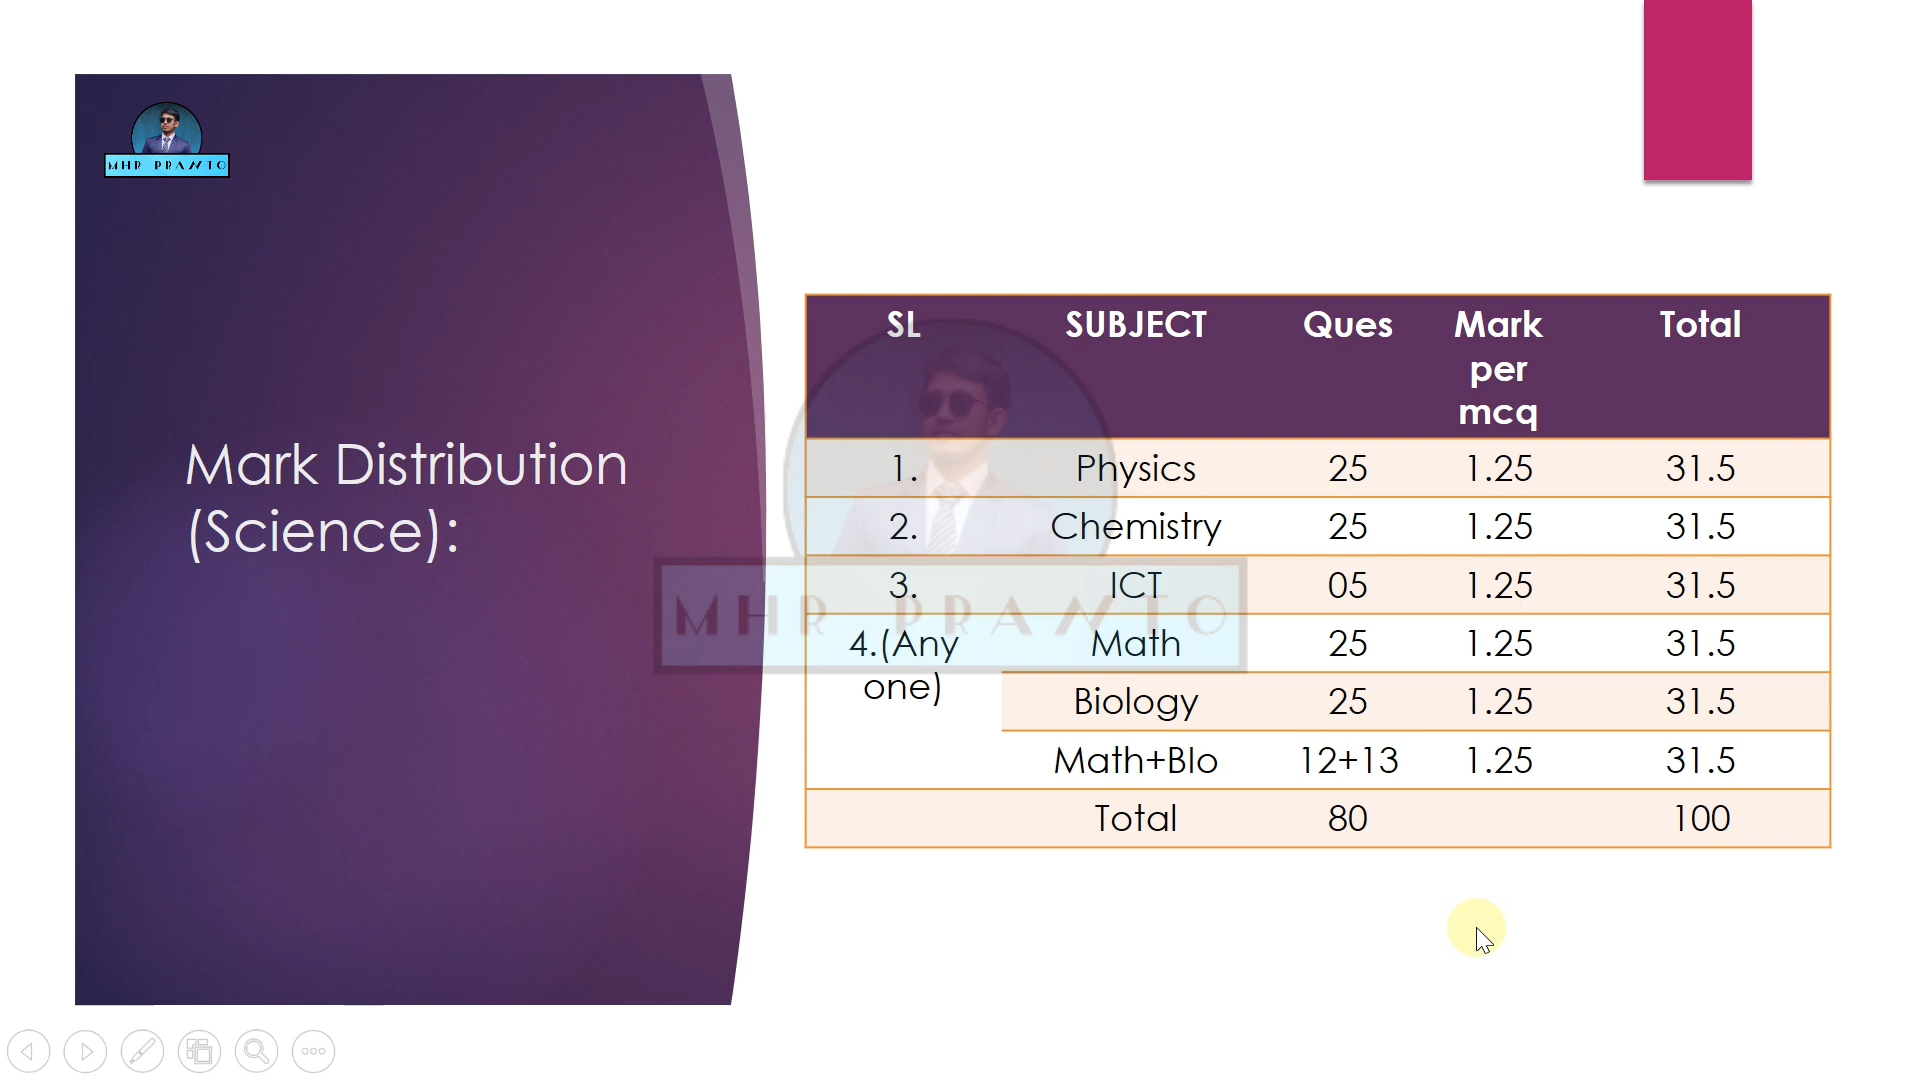 MHR PRANTO
Mark Distribution
(Science):
SL SUBJECT Ques Mark per mcq Total
1. Physics 25 1.25 31.5
2. Chemistry 25 1.25 31.5
3. ICT 05 1.25 31.5
4.(Any one) Math 25 1.25 31.5
Biology 25 1.25 31.5
Math+BIo 12+13 1.25 31.5
Total 80 100
MHR PRANTO